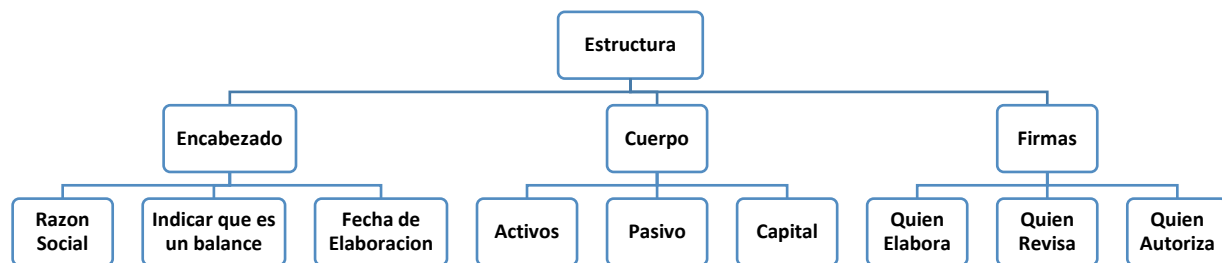 Estructura
Encabezado
Cuerpo
Firmas
Razon
Social
Indicar que es
un balance
Fecha de
Elaboracion
Activos
Pasivo
Capital
Quien
Elabora
Quien
Revisa
Quien
Autoriza